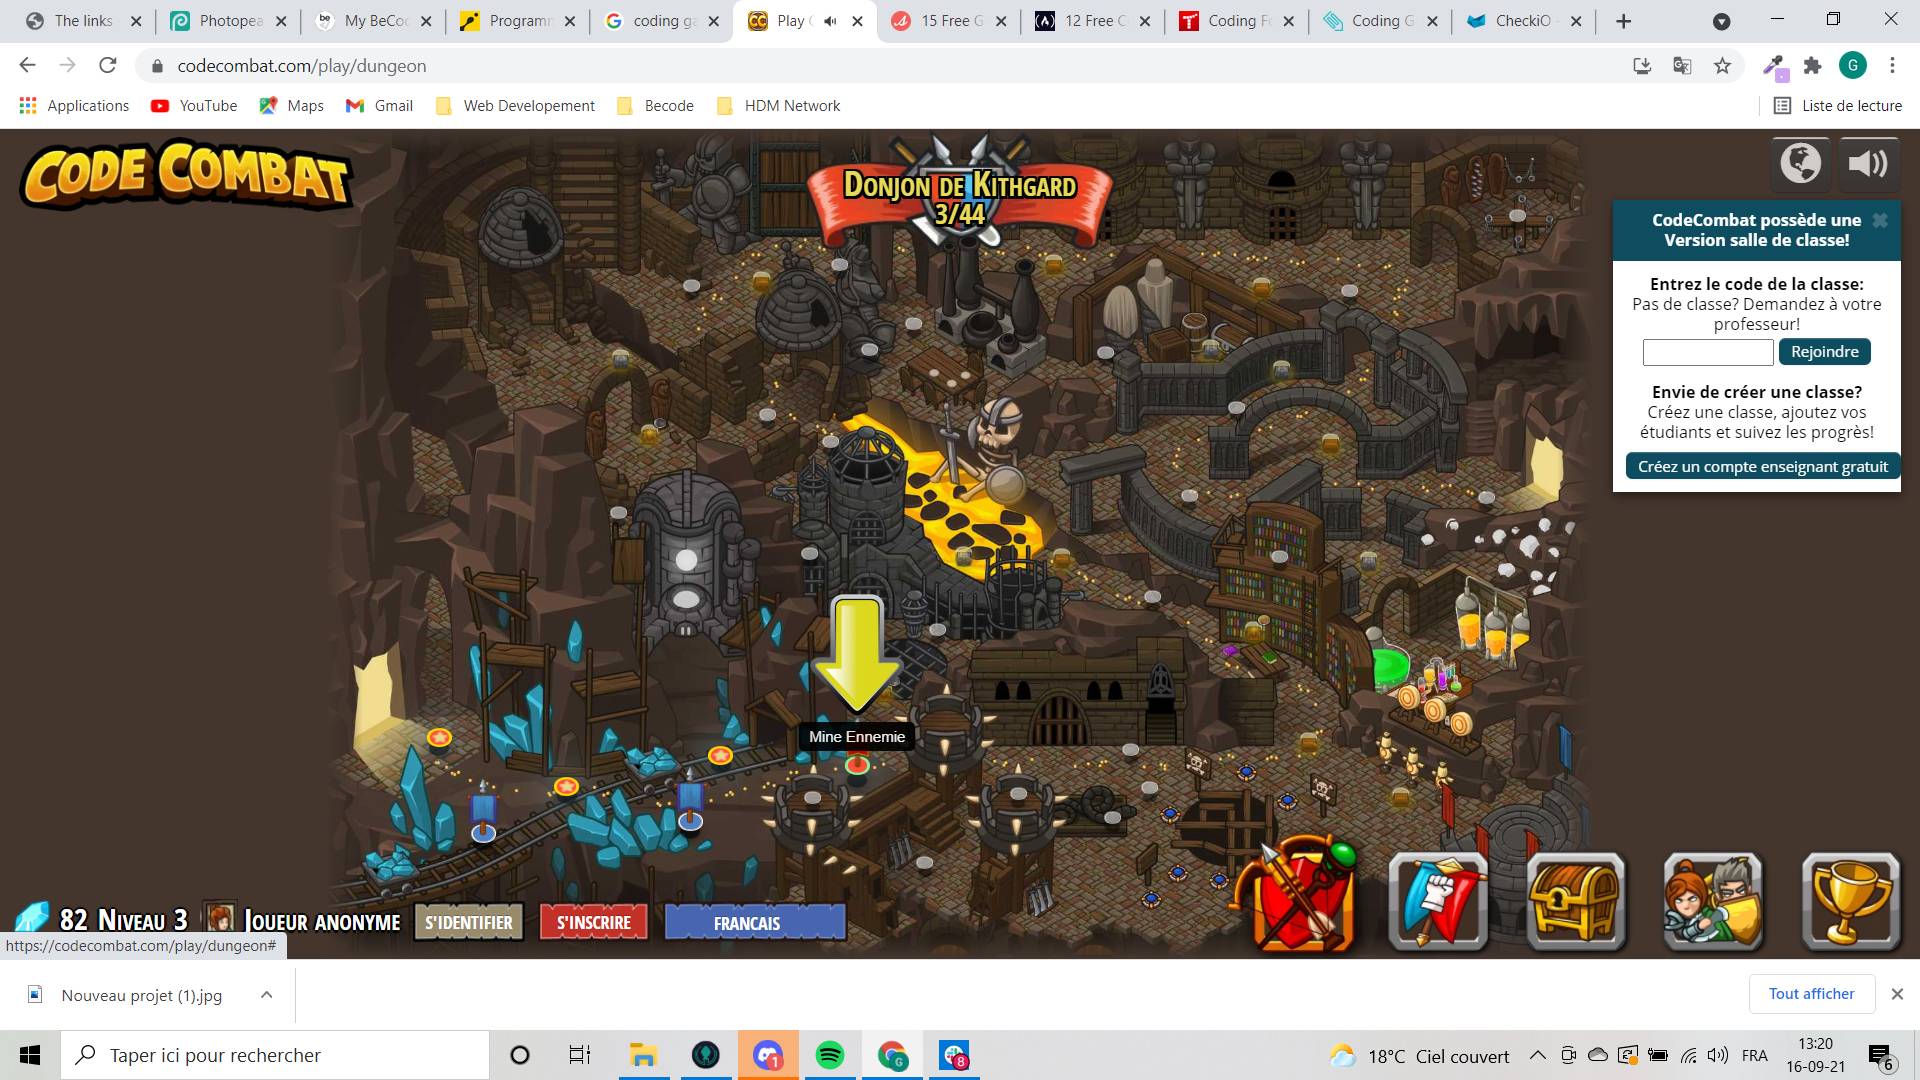 The links
Photopea
My BeCo
Programm
coding ga
Play
15 Free G
12 Free C
Coding F
Coding G
CheckiO
codecombat.com/play/dungeon
G
Applications
YouTube
Maps
Gmail
Web Developement
Becode
HDM Network
Liste de lecture
CODE COMBAT
DONJON DE KITHGARD
3/44
CodeCombat possède une
Version salle de classe!
Entrez le code de la classe:
Pas de classe? Demandez à votre
professeur!
Rejoindre
Envie de créer une classe?
Créez une classe, ajoutez vos
étudiants et suivez les progrès!
Créez un compte enseignant gratuit
Mine Ennemie
82 NIVEAU 3
JOUEUR ANONYME
S'IDENTIFIER
S'INSCRIRE
FRANCAIS
https://codecombat.com/play/dungeon#
Nouveau projet (1).jpg
Tout afficher
Taper ici pour rechercher
1
G
8
18°C Ciel couvert
FRA
13:20
16-09-21
6